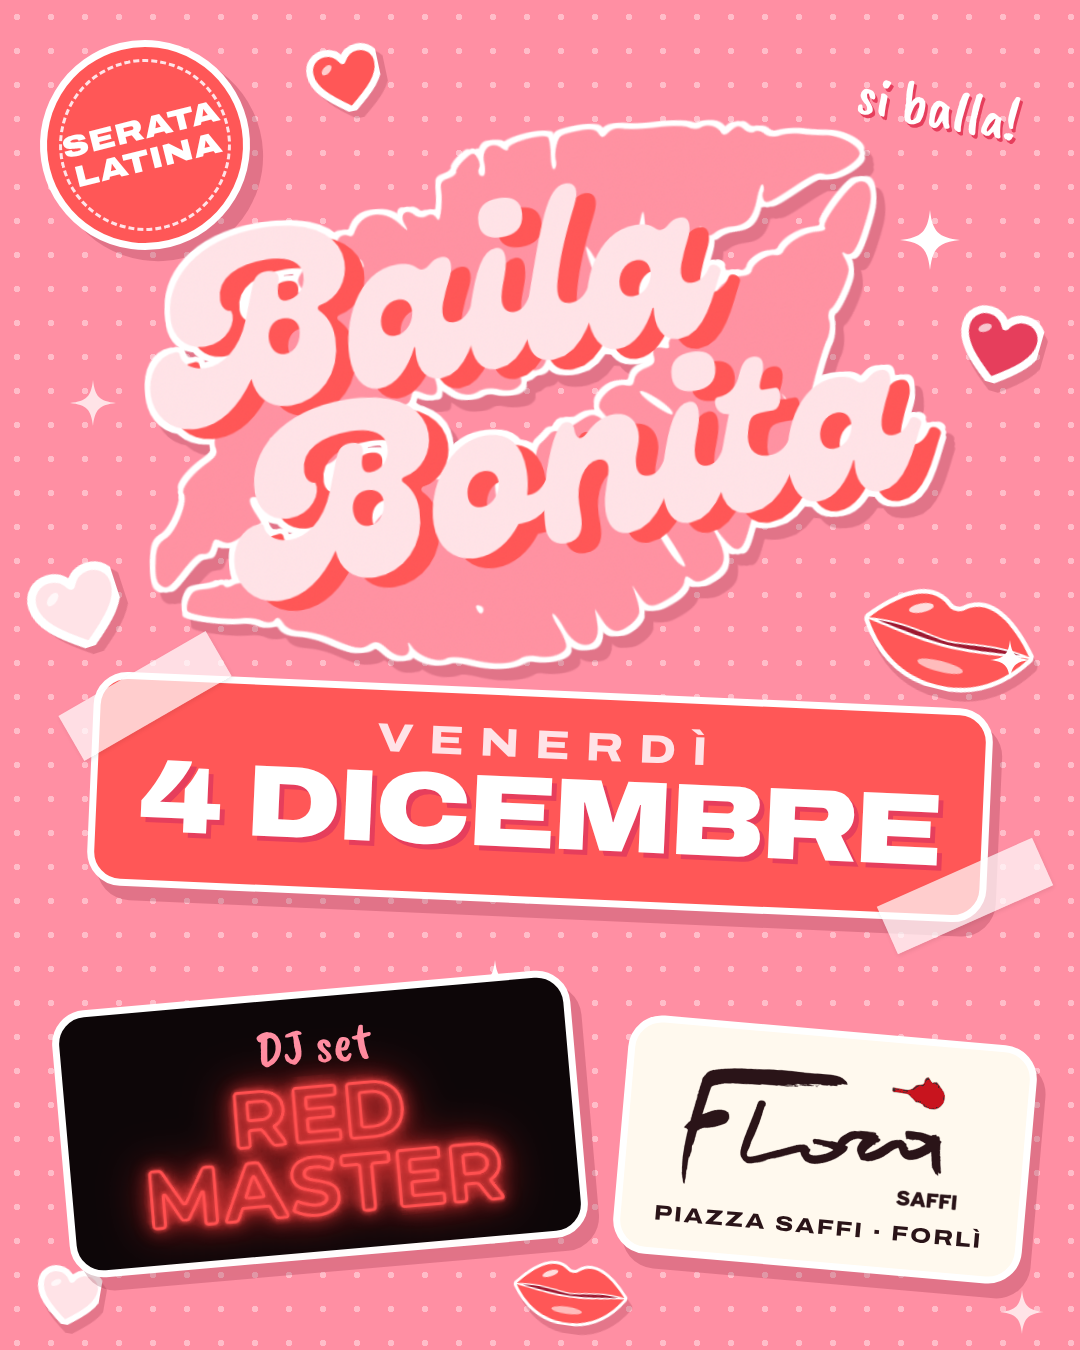 SERATA
LATINA
si balla!
Baila
Bonita
VENERDÌ
4 DICEMBRE
DJ set
RED
MASTER
Flora
SAFFI
PIAZZA SAFFI · FORLÌ